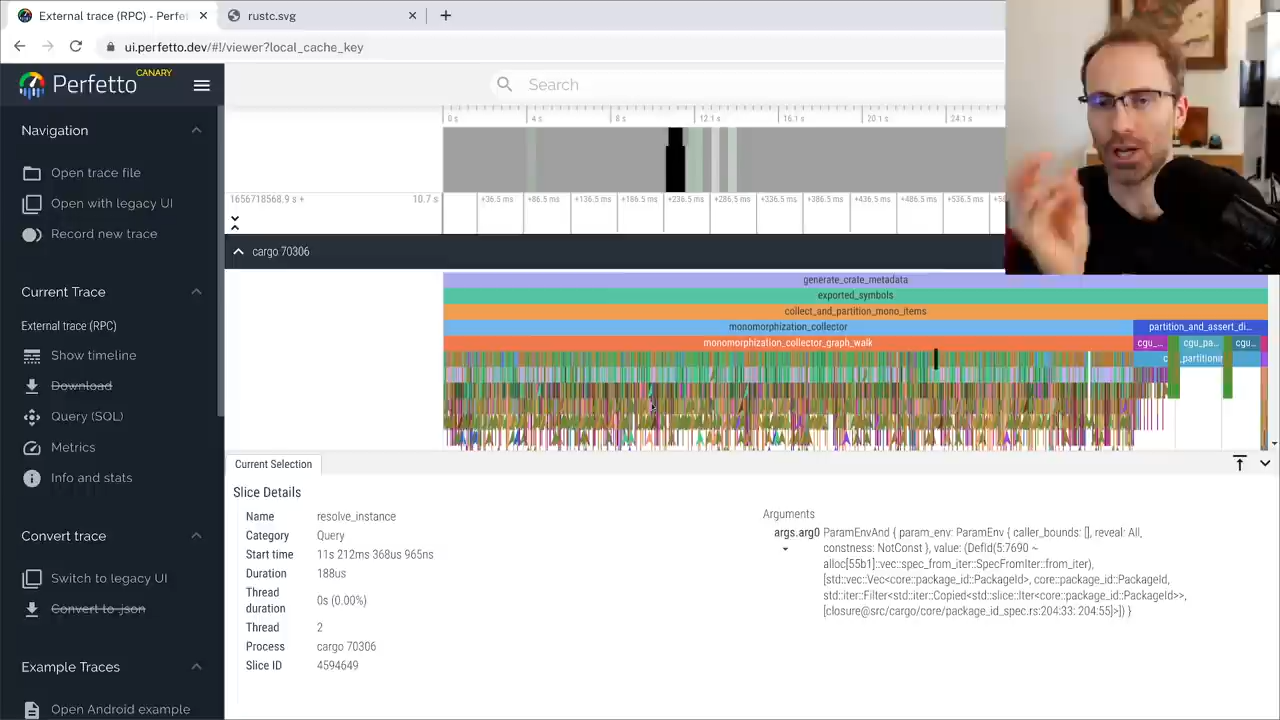 External trace (RPC) - Perfet
rustc.svg
ui.perfetto.dev/#!/viewer?local_cache_key
Perfetto
CANARY
Search
Navigation
Open trace file
Open with legacy UI
Record new trace
Current Trace
External trace (RPC)
Show timeline
Download
Query (SQL)
Metrics
Info and stats
Convert trace
Switch to legacy UI
Convert to .json
Example Traces
Open Android example
0 s 4 s 8 s 12.1 s 16.1 s 20.1 s 24.1 s
1656718568.9 s + 10.7 s
+36.5 ms +86.5 ms +136.5 ms +186.5 ms +236.5 ms +286.5 ms +336.5 ms +386.5 ms +436.5 ms +486.5 ms +536.5 ms
cargo 70306
generate_crate_metadata
exported_symbols
collect_and_partition_mono_items
monomorphization_collector partition_and_assert_di...
monomorphization_collector_graph_walk cgu_... cgu_pa... cgu_...
Current Selection
Slice Details
Name resolve_instance
Category Query
Start time 11s 212ms 368us 965ns
Duration 188us
Thread duration 0s (0.00%)
Thread 2
Process cargo 70306
Slice ID 4594649
Arguments
args.arg0 ParamEnvAnd { param_env: ParamEnv { caller_bounds: [], reveal: All,
constness: NotConst }, value: (DefId(5:7690 ~
alloc[55b1]::vec::spec_from_iter::SpecFromIter::from_iter),
[std::vec::Vec<core::package_id::PackageId>, core::package_id::PackageId,
std::iter::Filter<std::iter::Copied<std::slice::Iter<core::package_id::PackageId>>,
[closure@src/cargo/core/package_id_spec.rs:204:33: 204:55]>]) }